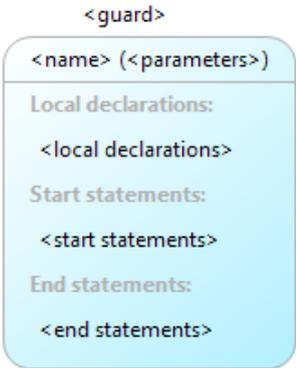 <guard>
<name> (<parameters>)
Local declarations:
<local declarations>
Start statements:
<start statements>
End statements:
<end statements>